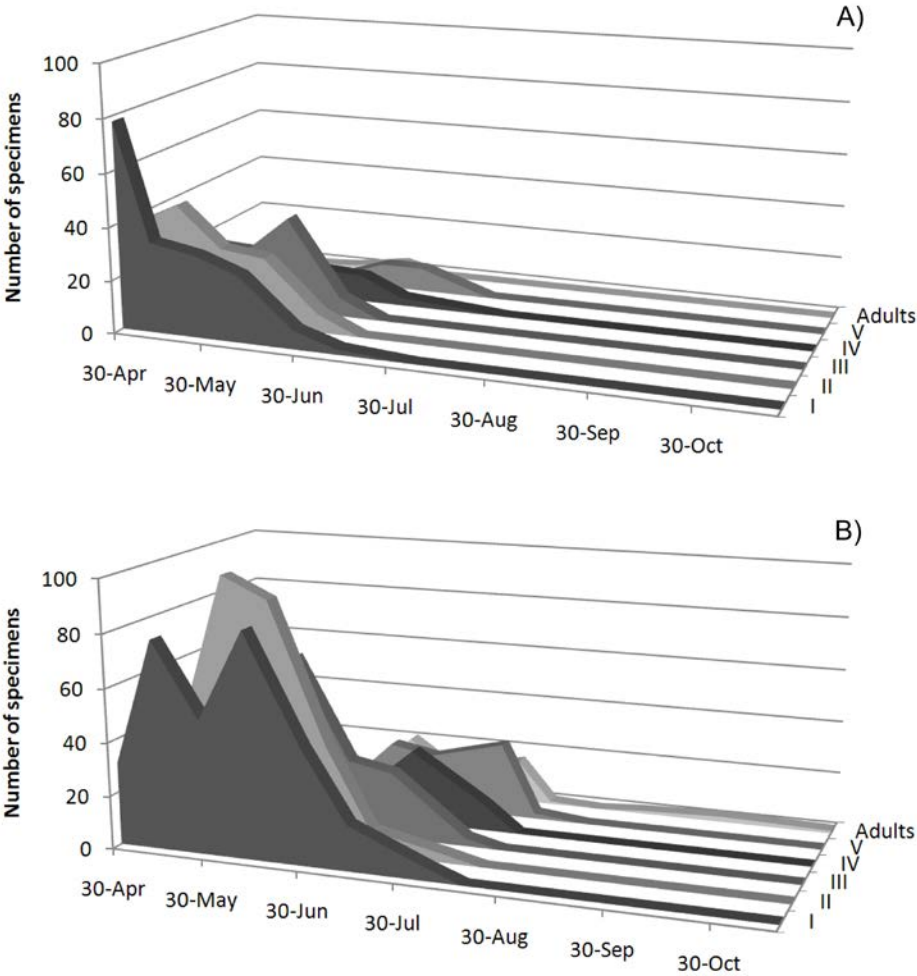 A)
Number of specimens
100
80
60
40
20
0
30-Apr
30-May
30-Jun
30-Jul
30-Aug
30-Sep
30-Oct
Adults
V
IV
III
II
I
B)
Number of specimens
100
80
60
40
20
0
30-Apr
30-May
30-Jun
30-Jul
30-Aug
30-Sep
30-Oct
Adults
V
IV
III
II
I